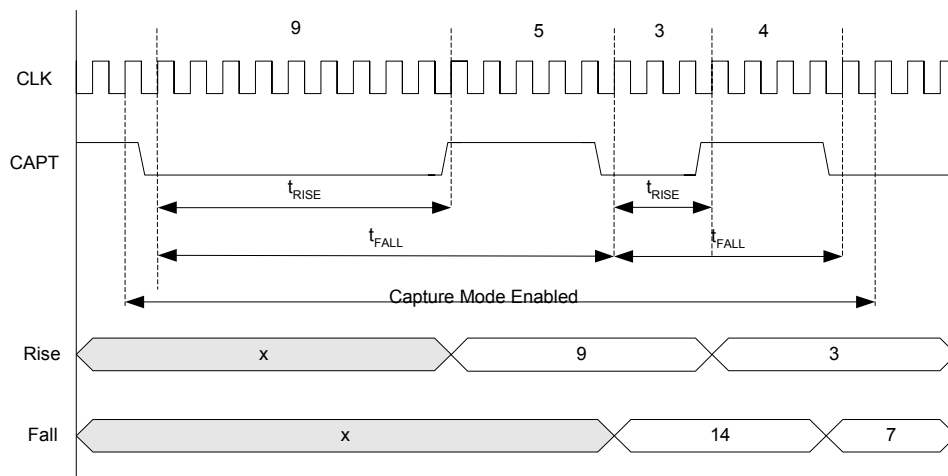 9 5 3 4
CLK
CAPT
tRISE tRISE
tFALL tFALL
Capture Mode Enabled
Rise x 9 3
Fall x 14 7